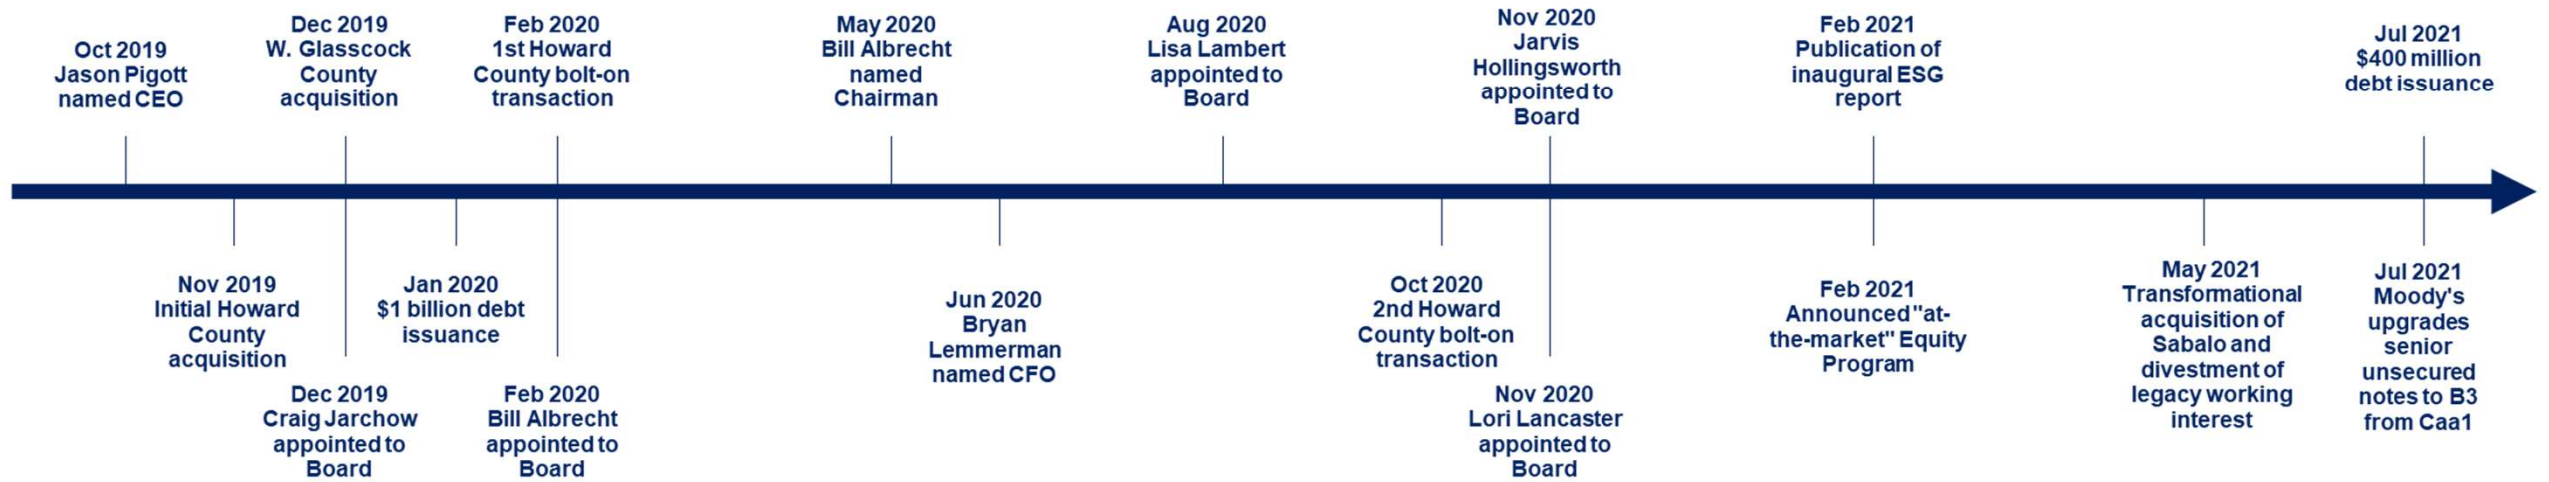 Oct 2019
Jason Pigott
named CEO
Dec 2019
W. Glasscock
County
acquisition
Feb 2020
1st Howard
County bolt-on
transaction
May 2020
Bill Albrecht
named
Chairman
Aug 2020
Lisa Lambert
appointed to
Board
Nov 2020
Jarvis
Hollingsworth
appointed to
Board
Feb 2021
Publication of
inaugural ESG
report
Jul 2021
$400 million
debt issuance
Nov 2019
Initial Howard
County
acquisition
Dec 2019
Craig Jarchow
appointed to
Board
Jan 2020
$1 billion debt
issuance
Feb 2020
Bill Albrecht
appointed to
Board
Jun 2020
Bryan
Lemmerman
named CFO
Oct 2020
2nd Howard
County bolt-on
transaction
Nov 2020
Lori Lancaster
appointed to
Board
Feb 2021
Announced "at-
the-market" Equity
Program
May 2021
Transformational
acquisition of
Sabalo and
divestment of
legacy working
interest
Jul 2021
Moody's
upgrades
senior
unsecured
notes to B3
from Caa1